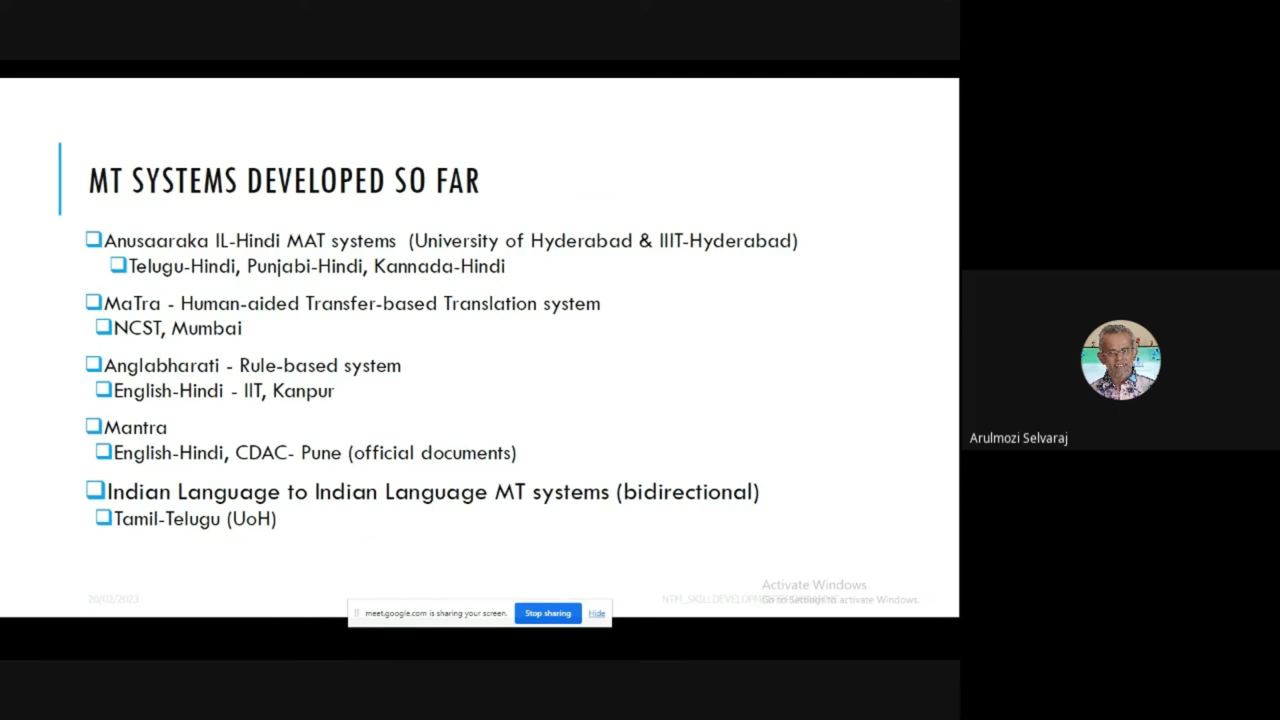 MT SYSTEMS DEVELOPED SO FAR
Anusaaraka IL-Hindi MAT systems (University of Hyderabad & IIIT-Hyderabad)
Telugu-Hindi, Punjabi-Hindi, Kannada-Hindi
MaTra - Human-aided Transfer-based Translation system
NCST, Mumbai
Anglabharati - Rule-based system
English-Hindi - IIT, Kanpur
Mantra
English-Hindi, CDAC- Pune (official documents)
Indian Language to Indian Language MT systems (bidirectional)
Tamil-Telugu (UoH)
Arulmozi Selvaraj
Activate Windows
Go to Settings to activate Windows.
meet.google.com is sharing your screen.
Stop sharing
Hide